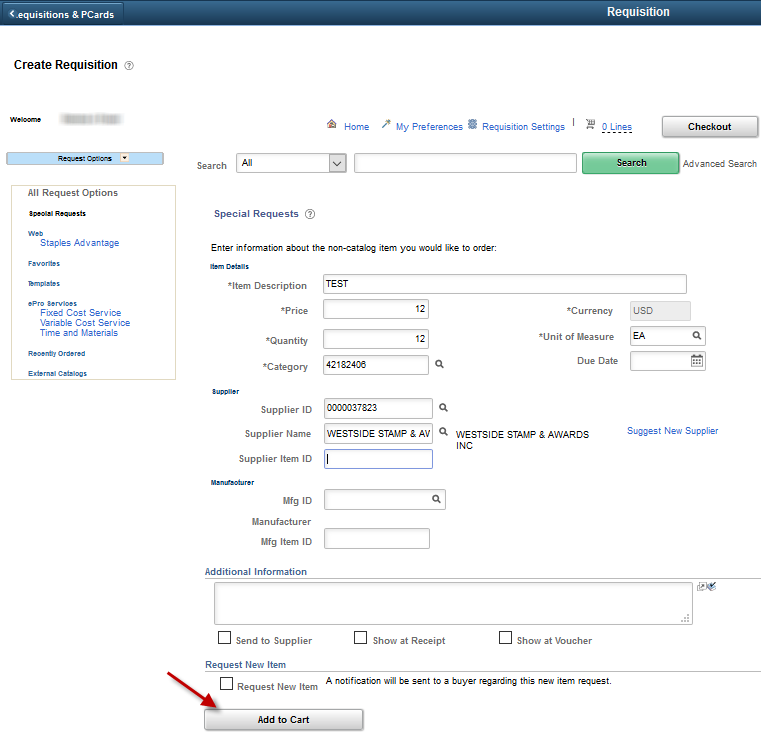 .equisitions & PCards
Requisition
Create Requisition
Welcome
Home My Preferences Requisition Settings 0 Lines Checkout
Request Options
Search All Search Advanced Search
All Request Options
Special Requests
Web
Staples Advantage
Favorites
Templates
ePro Services
Fixed Cost Service
Variable Cost Service
Time and Materials
Recently Ordered
External Catalogs
Special Requests
Enter information about the non-catalog item you would like to order:
Item Details
*Item Description TEST
*Price 12 *Currency USD
*Quantity 12 *Unit of Measure EA
*Category 42182406 Due Date
Supplier
Supplier ID 0000037823
Supplier Name WESTSIDE STAMP & AW WESTSIDE STAMP & AWARDS INC Suggest New Supplier
Supplier Item ID
Manufacturer
Mfg ID
Manufacturer
Mfg Item ID
Additional Information
Send to Supplier Show at Receipt Show at Voucher
Request New Item
Request New Item A notification will be sent to a buyer regarding this new item request.
Add to Cart